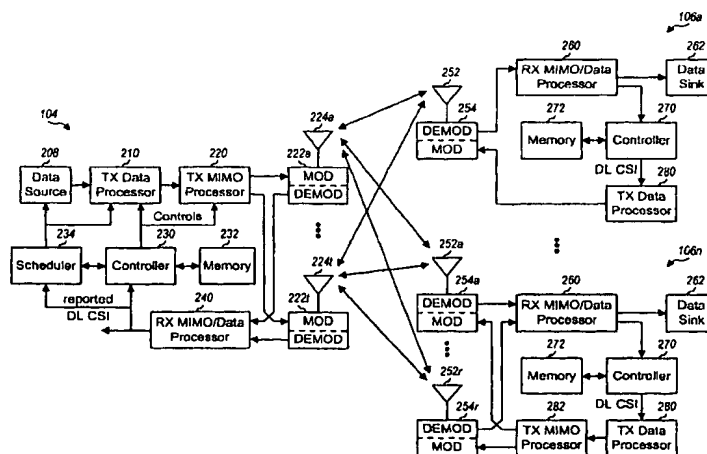 106a
260
262
252
RX MIMO/Data
Processor
Data
Sink
104
224a
254
272
270
DEMOD
MOD
Memory
Controller
208
210
220
222a
DL CSI
280
Data
Source
TX Data
Processor
TX MIMO
Processor
MOD
DEMOD
TX Data
Processor
Controls
234
230
232
252a
106n
224t
254a
260
262
Scheduler
Controller
Memory
DEMOD
MOD
RX MIMO/Data
Processor
Data
Sink
reported
DL CSI
240
222t
272
270
RX MIMO/Data
Processor
MOD
DEMOD
252r
Memory
Controller
DL CSI
254r
282
280
DEMOD
MOD
TX MIMO
Processor
TX Data
Processor